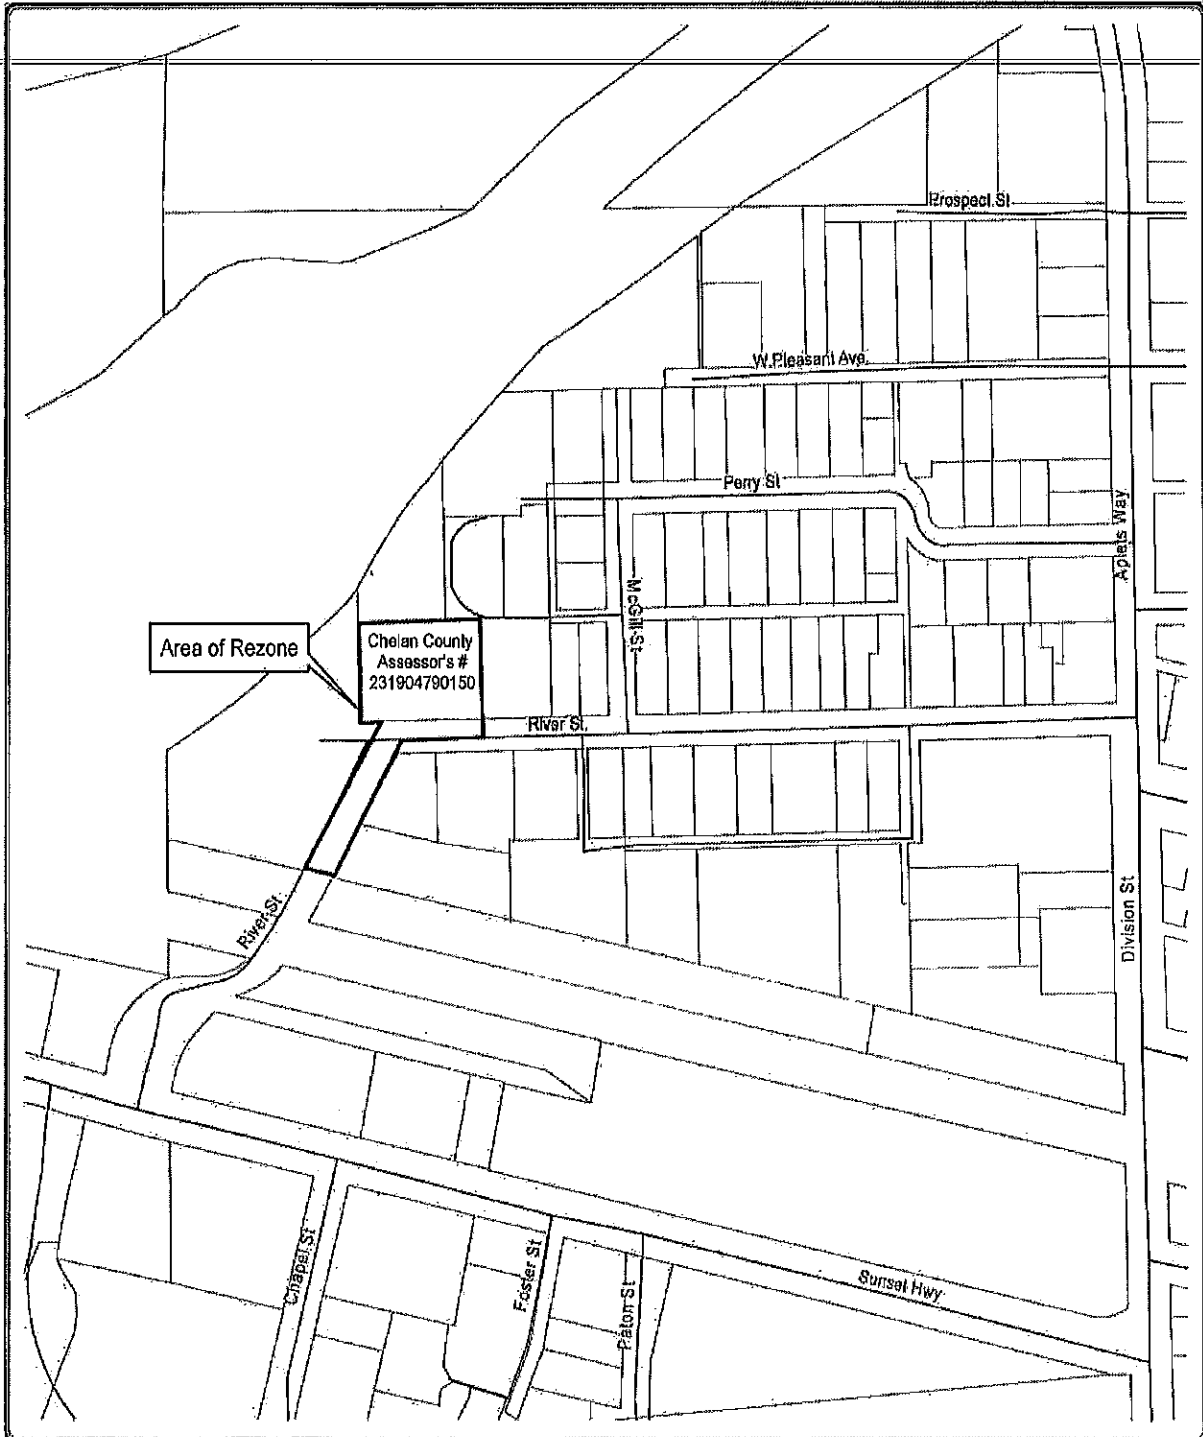 Prospect St
W Pleasant Ave.
Perry St
Aplets Way
McGill St
Area of Rezone
Chelan County
Assessor's #
231904790150
River St.
River St
Division St
Chapel St
Foster St
Paton St
Sunset Hwy